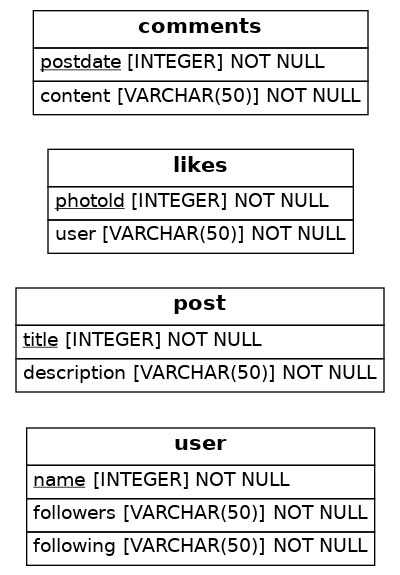 comments
postdate [INTEGER] NOT NULL
content [VARCHAR(50)] NOT NULL
likes
photold [INTEGER] NOT NULL
user [VARCHAR(50)] NOT NULL
post
title [INTEGER] NOT NULL
description [VARCHAR(50)] NOT NULL
user
name [INTEGER] NOT NULL
followers [VARCHAR(50)] NOT NULL
following [VARCHAR(50)] NOT NULL